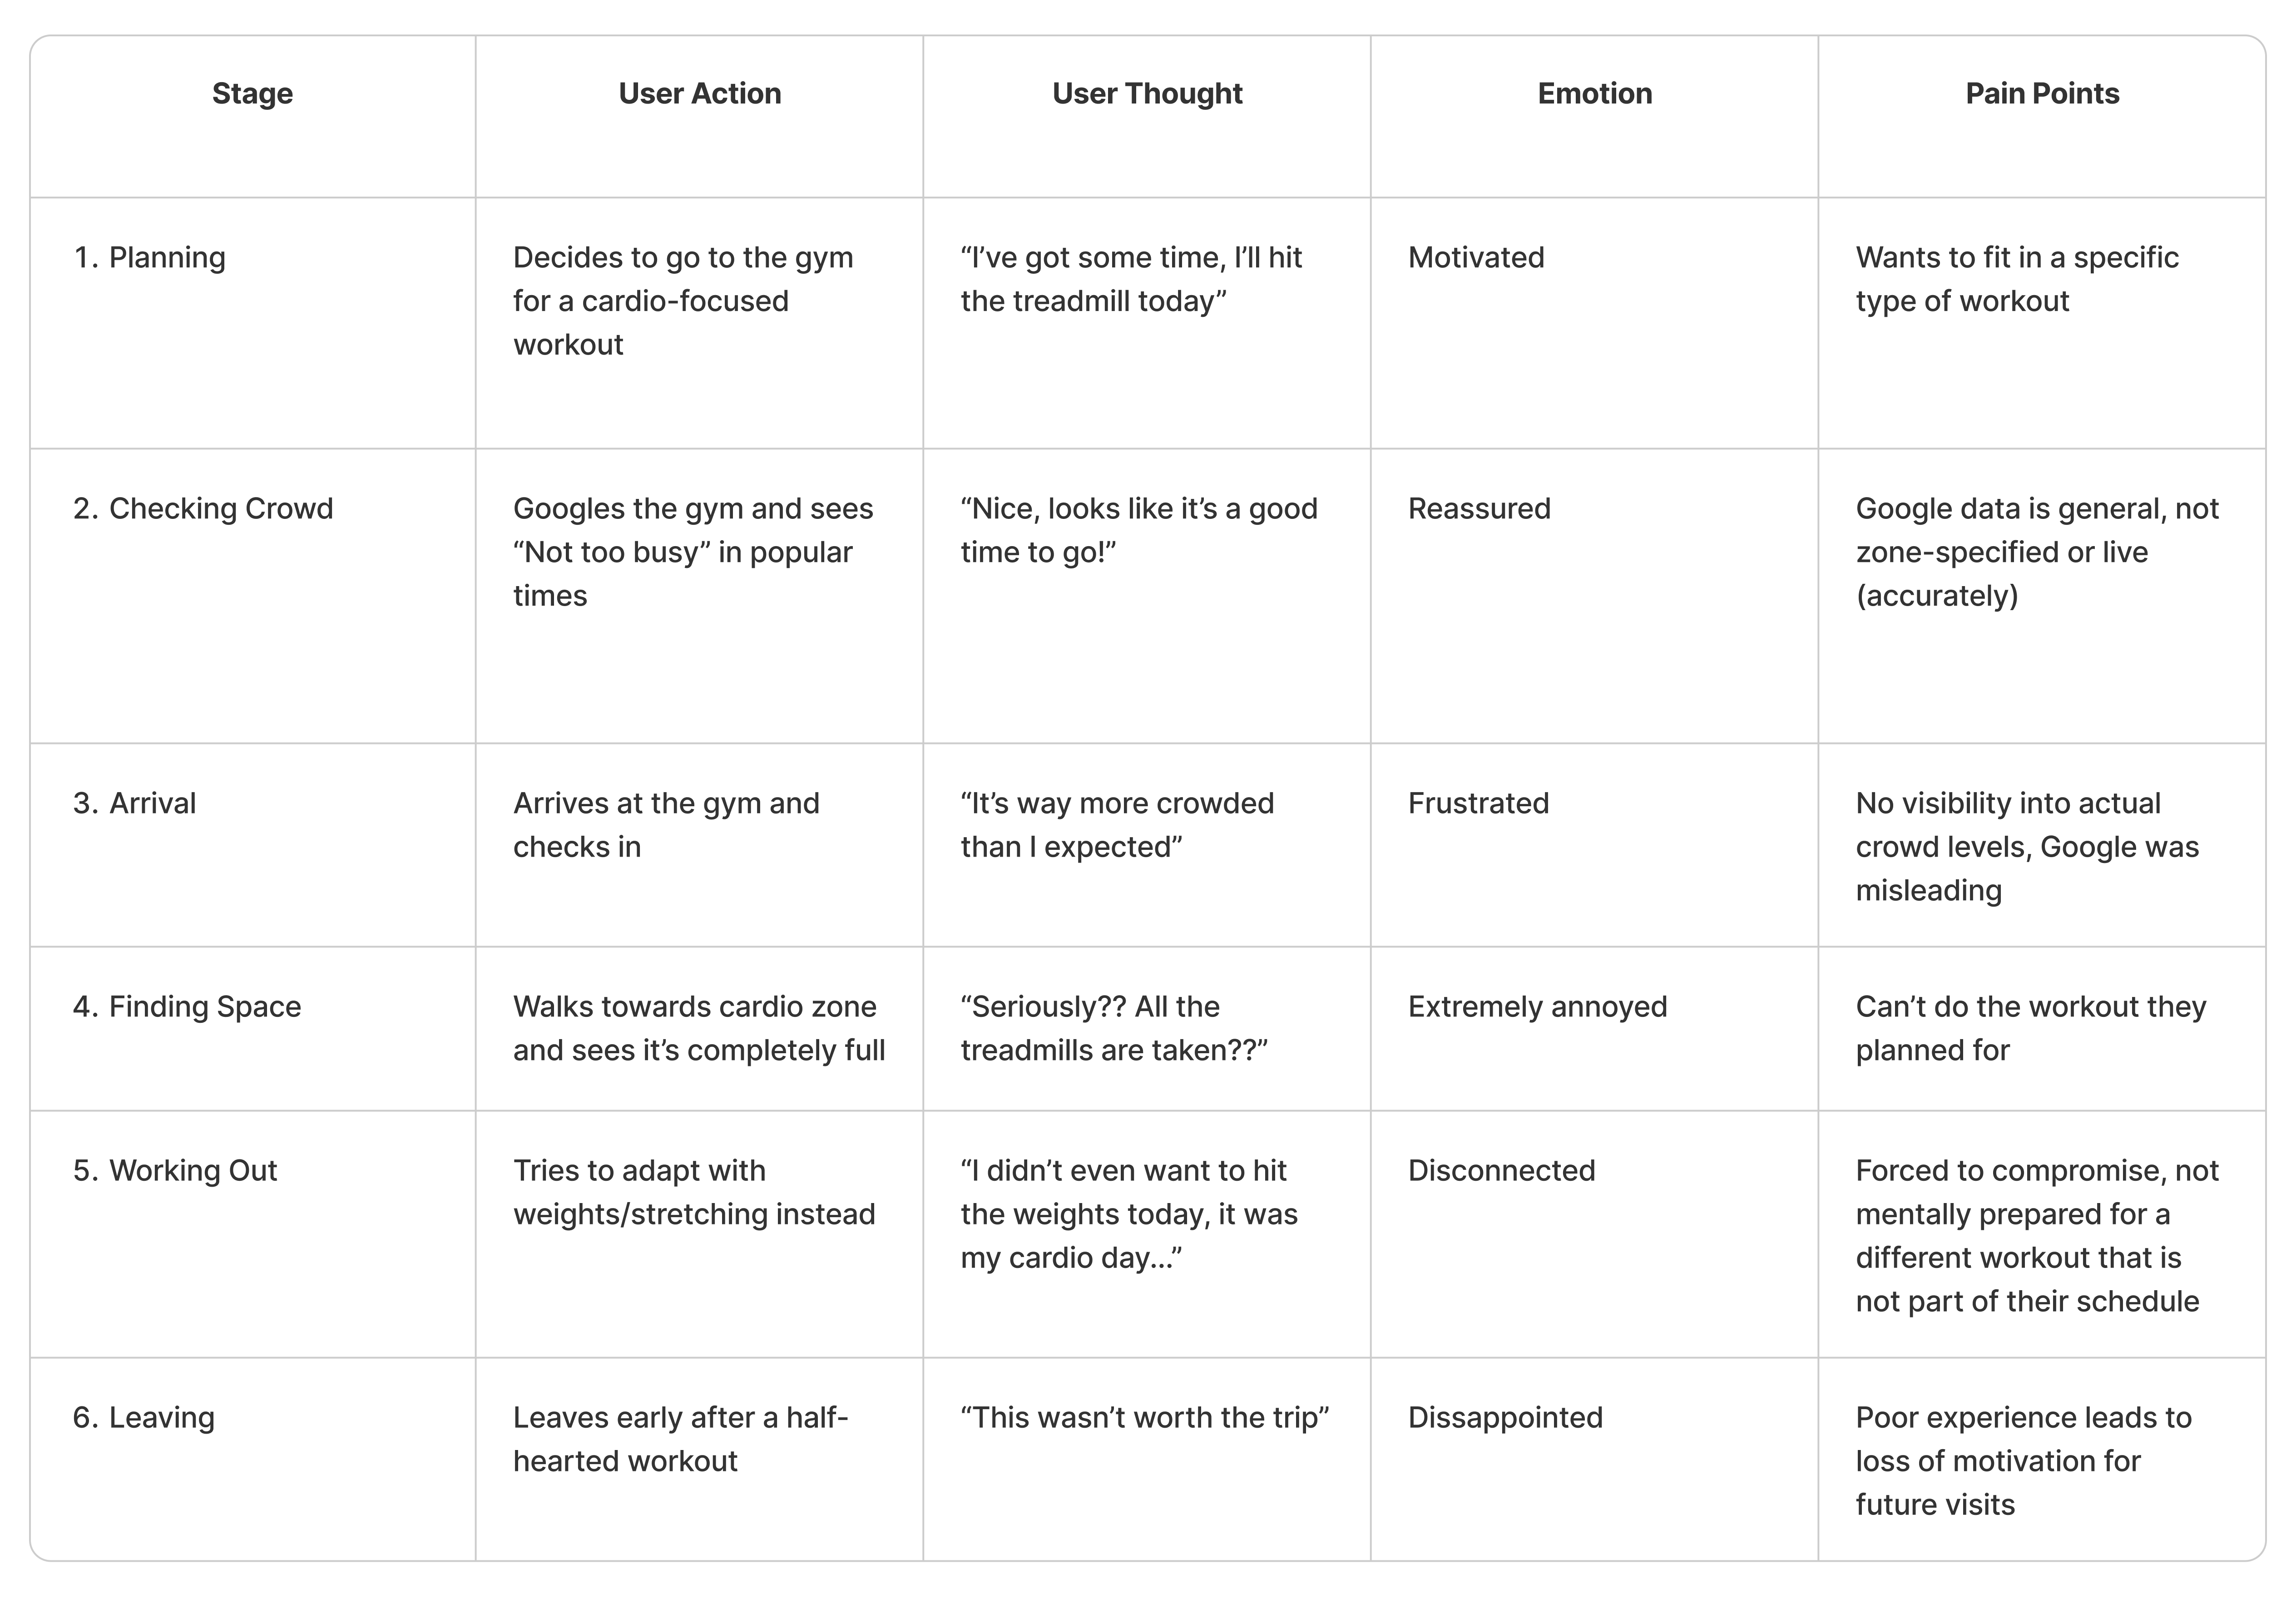 Stage
User Action
User Thought
Emotion
Pain Points
1. Planning
Decides to go to the gym
for a cardio-focused
workout
“I’ve got some time, I’ll hit
the treadmill today”
Motivated
Wants to fit in a specific
type of workout
2. Checking Crowd
Googles the gym and sees
“Not too busy” in popular
times
“Nice, looks like it’s a good
time to go!”
Reassured
Google data is general, not
zone-specified or live
(accurately)
3. Arrival
Arrives at the gym and
checks in
“It’s way more crowded
than I expected”
Frustrated
No visibility into actual
crowd levels, Google was
misleading
4. Finding Space
Walks towards cardio zone
and sees it’s completely full
“Seriously?? All the
treadmills are taken??”
Extremely annoyed
Can’t do the workout they
planned for
5. Working Out
Tries to adapt with
weights/stretching instead
“I didn’t even want to hit
the weights today, it was
my cardio day...”
Disconnected
Forced to compromise, not
mentally prepared for a
different workout that is
not part of their schedule
6. Leaving
Leaves early after a half-
hearted workout
“This wasn’t worth the trip”
Dissappointed
Poor experience leads to
loss of motivation for
future visits